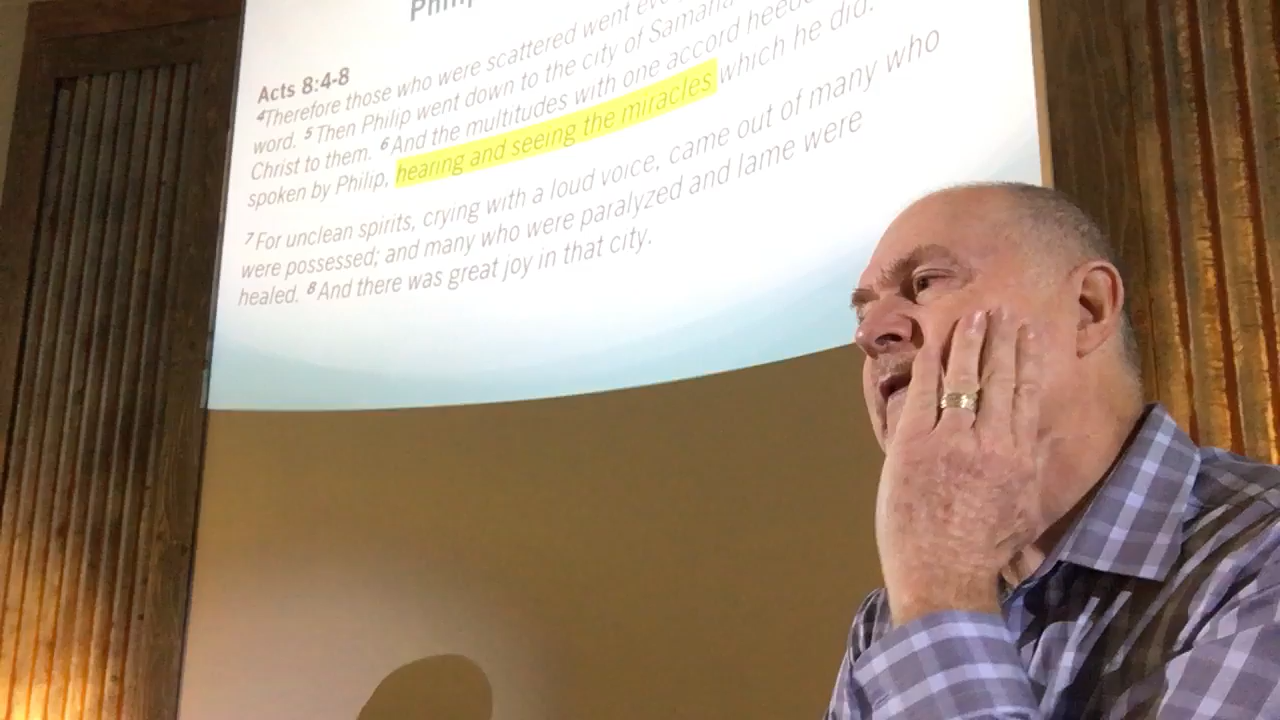 Acts 8:4-8
⁴Therefore those who were scattered went
word. ⁵Then Philip went down to the city of Samaria
Christ to them. ⁶And the multitudes with one accord
spoken by Philip, hearing and seeing the miracles which he did.
⁷For unclean spirits, crying with a loud voice, came out of many who
were possessed; and many who were paralyzed and lame were
healed. ⁸And there was great joy in that city.